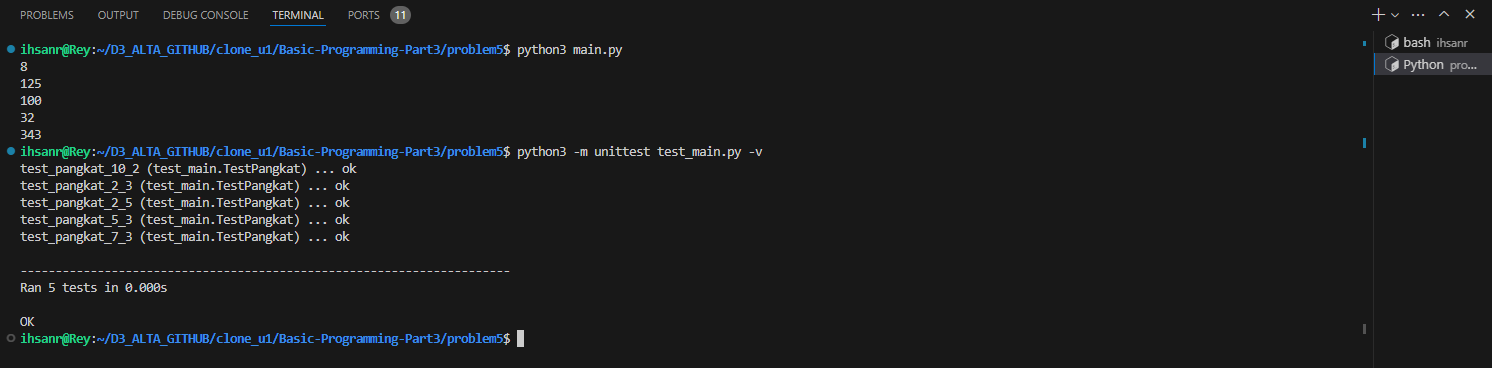 PROBLEMS OUTPUT DEBUG CONSOLE TERMINAL PORTS 11
ihsanr@Rey:~/D3_ALTA_GITHUB/clone_u1/Basic-Programming-Part3/problem5$ python3 main.py
8
125
100
32
343
ihsanr@Rey:~/D3_ALTA_GITHUB/clone_u1/Basic-Programming-Part3/problem5$ python3 -m unittest test_main.py -v
test_pangkat_10_2 (test_main.TestPangkat) ... ok
test_pangkat_2_3 (test_main.TestPangkat) ... ok
test_pangkat_2_5 (test_main.TestPangkat) ... ok
test_pangkat_5_3 (test_main.TestPangkat) ... ok
test_pangkat_7_3 (test_main.TestPangkat) ... ok
----------------------------------------------------------------------
Ran 5 tests in 0.000s
OK
ihsanr@Rey:~/D3_ALTA_GITHUB/clone_u1/Basic-Programming-Part3/problem5$
bash ihsanr
Python pro...